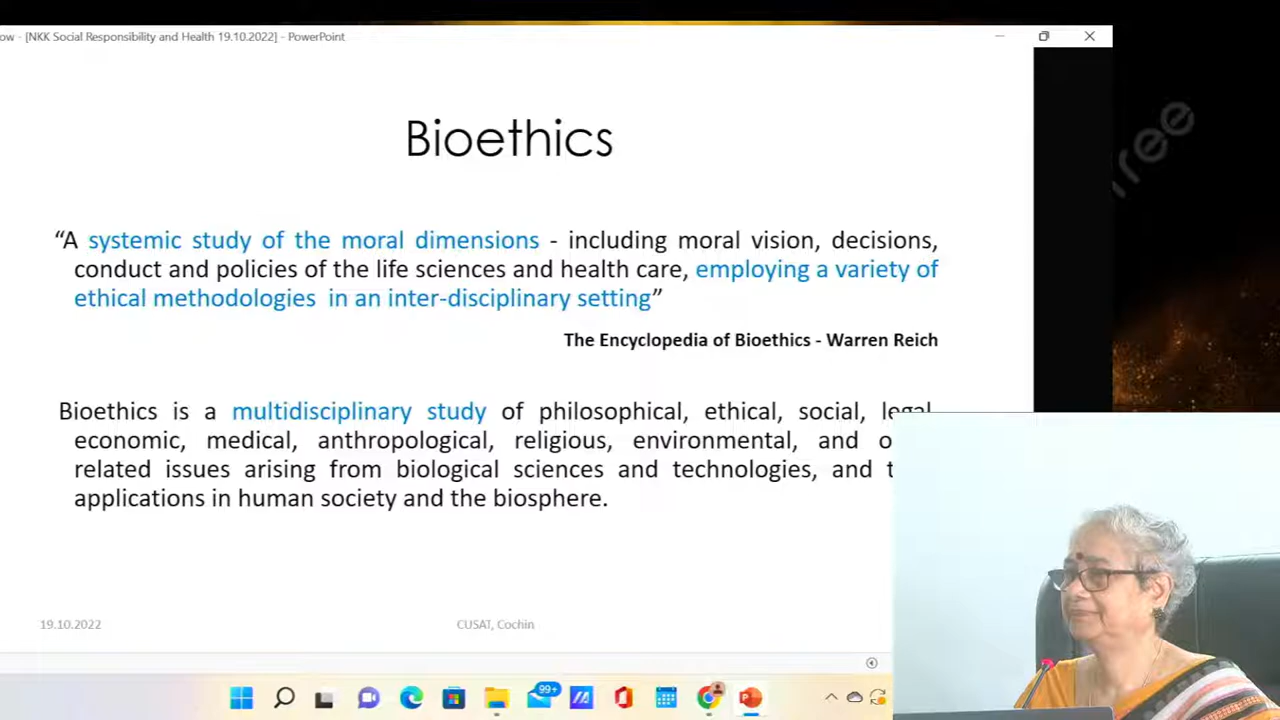 ow - [NKK Social Responsibility and Health 19.10.2022] - PowerPoint
Bioethics
“A systemic study of the moral dimensions - including moral vision, decisions,
conduct and policies of the life sciences and health care, employing a variety of
ethical methodologies in an inter-disciplinary setting”
The Encyclopedia of Bioethics - Warren Reich
Bioethics is a multidisciplinary study of philosophical, ethical, social, legal
economic, medical, anthropological, religious, environmental, and o
related issues arising from biological sciences and technologies, and t
applications in human society and the biosphere.
19.10.2022
CUSAT, Cochin
99+
ree